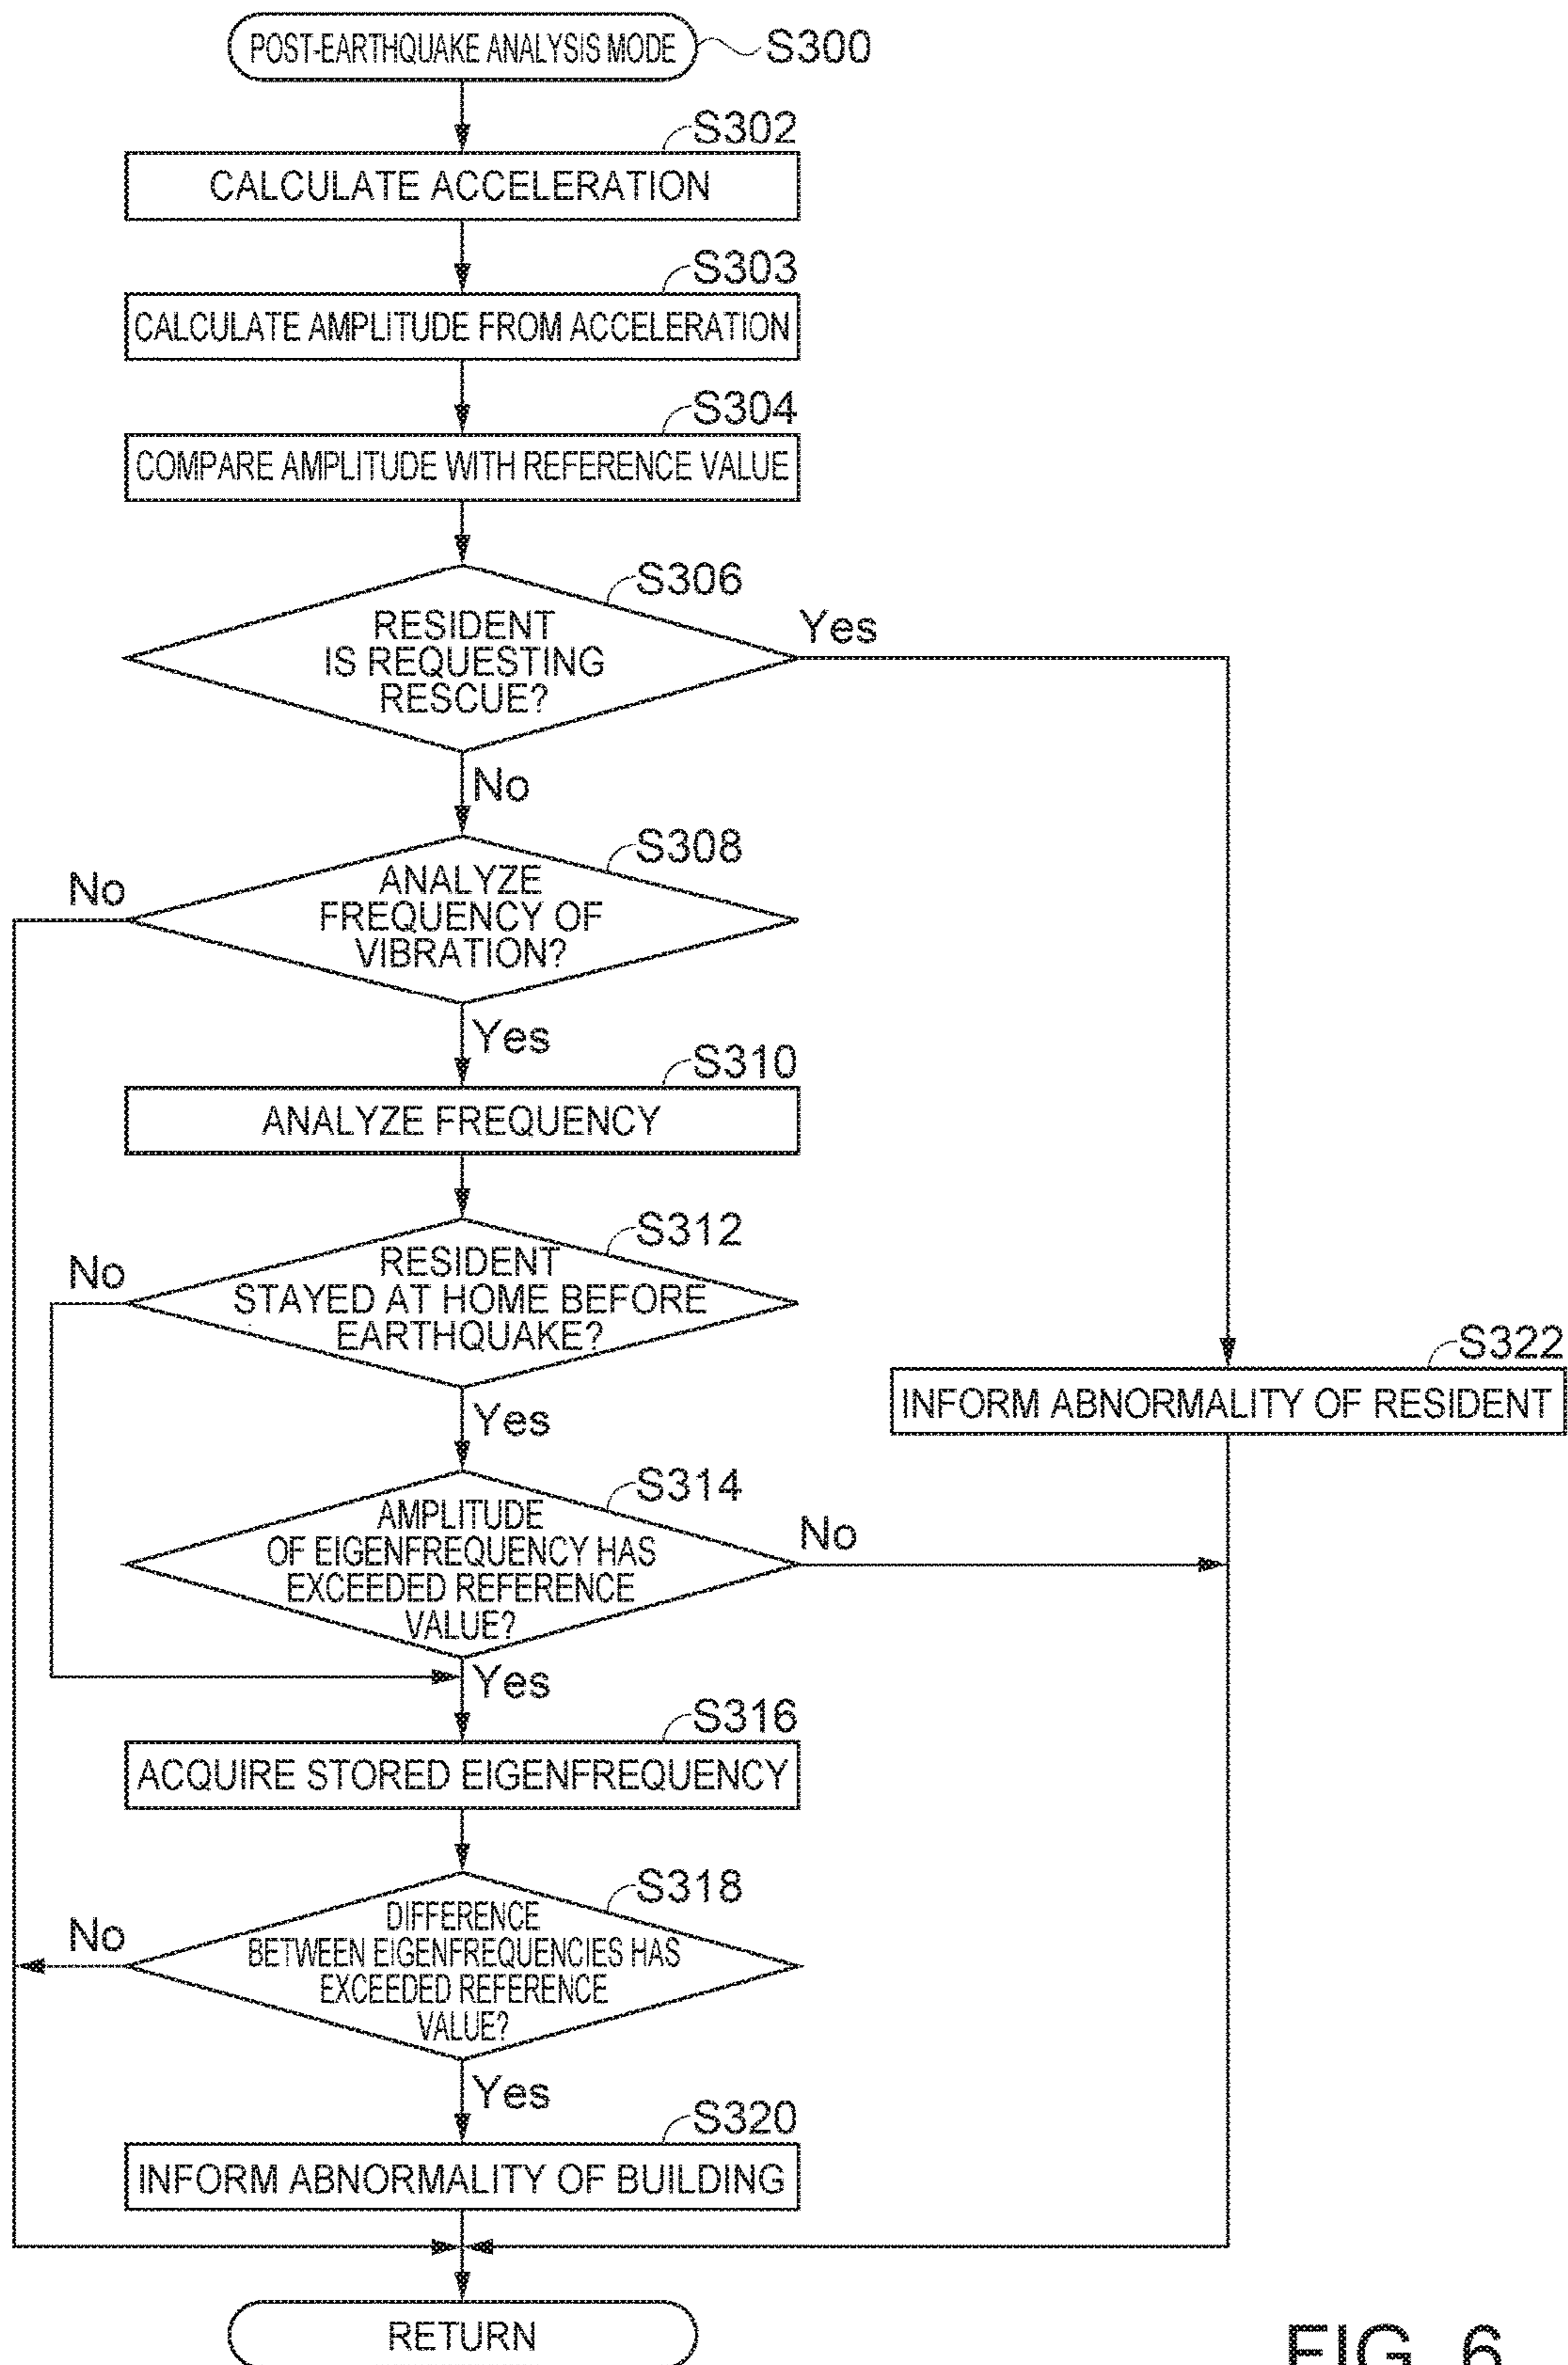 POST-EARTHQUAKE ANALYSIS MODE
S300
S302
CALCULATE ACCELERATION
S303
CALCULATE AMPLITUDE FROM ACCELERATION
S304
COMPARE AMPLITUDE WITH REFERENCE VALUE
S306
RESIDENT
IS REQUESTING
RESCUE?
Yes
No
S308
ANALYZE
FREQUENCY OF
VIBRATION?
No
Yes
S310
ANALYZE FREQUENCY
S312
RESIDENT
STAYED AT HOME BEFORE
EARTHQUAKE?
No
Yes
S322
INFORM ABNORMALITY OF RESIDENT
S314
AMPLITUDE
OF EIGENFREQUENCY HAS
EXCEEDED REFERENCE
VALUE?
No
Yes
S316
ACQUIRE STORED EIGENFREQUENCY
S318
DIFFERENCE
BETWEEN EIGENFREQUENCIES HAS
EXCEEDED REFERENCE
VALUE?
No
Yes
S320
INFORM ABNORMALITY OF BUILDING
RETURN
FIG. 6